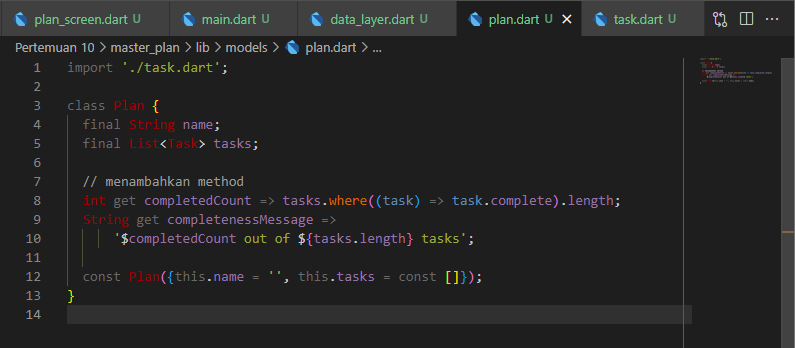 plan_screen.dart U main.dart U data_layer.dart U plan.dart U task.dart U
Pertemuan 10 > master_plan > lib > models > plan.dart > ...
1 import './task.dart';
2
3 class Plan {
4 final String name;
5 final List<Task> tasks;
6
7 // menambahkan method
8 int get completedCount => tasks.where((task) => task.complete).length;
9 String get completenessMessage =>
10 '$completedCount out of ${tasks.length} tasks';
11
12 const Plan({this.name = '', this.tasks = const []});
13 }
14